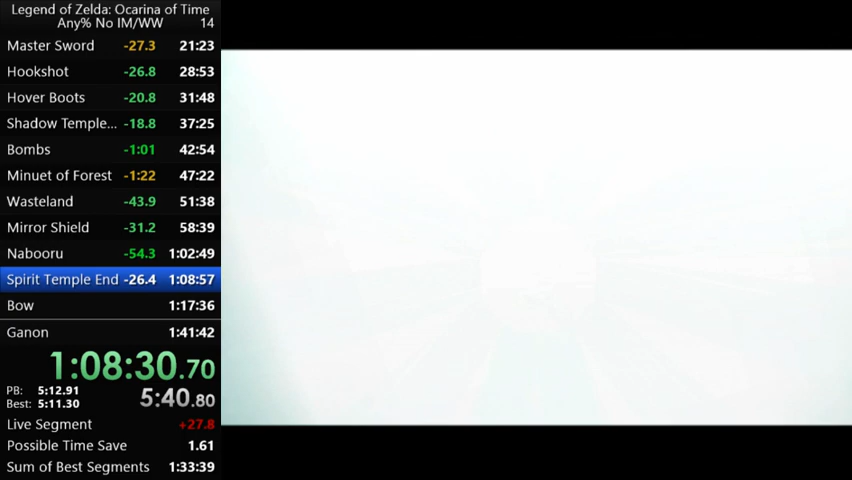 Legend of Zelda: Ocarina of Time
Any% No IM/WW 14
Master Sword -27.3 21:23
Hookshot -26.8 28:53
Hover Boots -20.8 31:48
Shadow Temple... -18.8 37:25
Bombs -1:01 42:54
Minuet of Forest -1:22 47:22
Wasteland -43.9 51:38
Mirror Shield -31.2 58:39
Nabooru -54.3 1:02:49
Spirit Temple End -26.4 1:08:57
Bow 1:17:36
Ganon 1:41:42
1:08:30.70
PB: 5:12.91
Best: 5:11.30
5:40.80
Live Segment +27.8
Possible Time Save 1.61
Sum of Best Segments 1:33:39